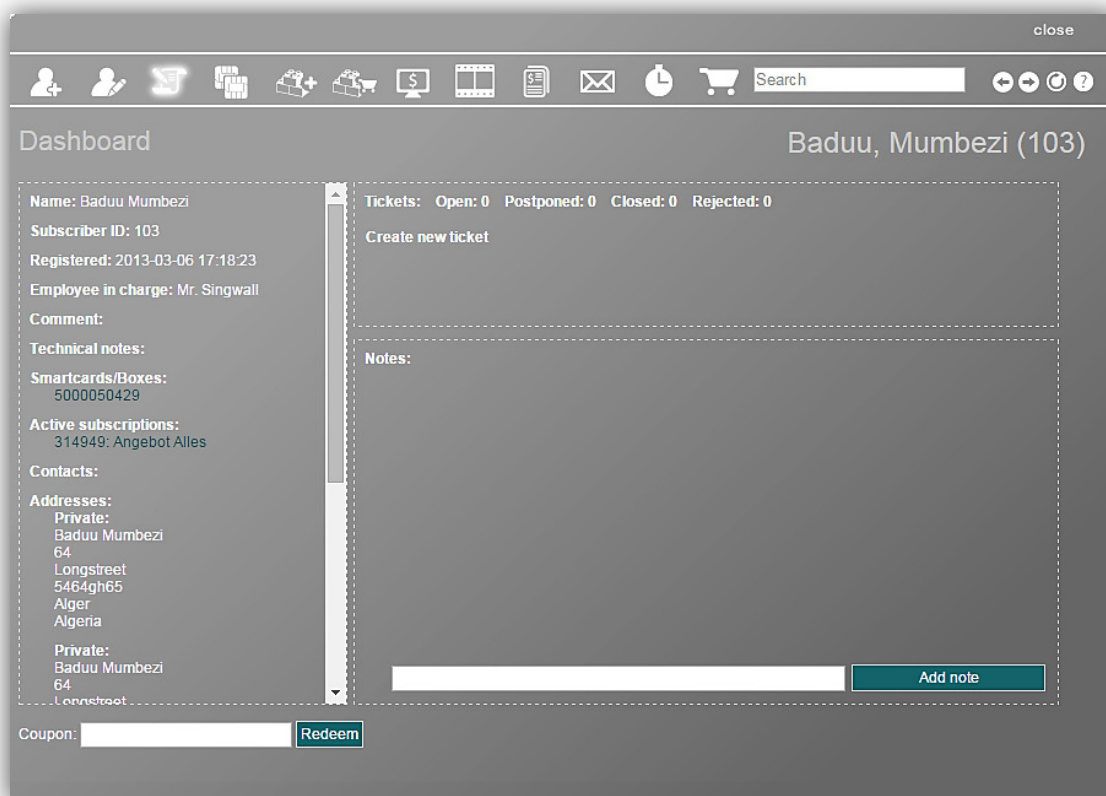 close
Search
Dashboard
Baduu, Mumbezi (103)
Name: Baduu Mumbezi
Subscriber ID: 103
Registered: 2013-03-06 17:18:23
Employee in charge: Mr. Singwall
Comment:
Technical notes:
Smartcards/Boxes:
5000050429
Active subscriptions:
314949: Angebot Alles
Contacts:
Addresses:
Private:
Baduu Mumbezi
64
Longstreet
5464gh65
Alger
Algeria
Private:
Baduu Mumbezi
64
Longstreet
Tickets: Open: 0 Postponed: 0 Closed: 0 Rejected: 0
Create new ticket
Notes:
Add note
Coupon:
Redeem